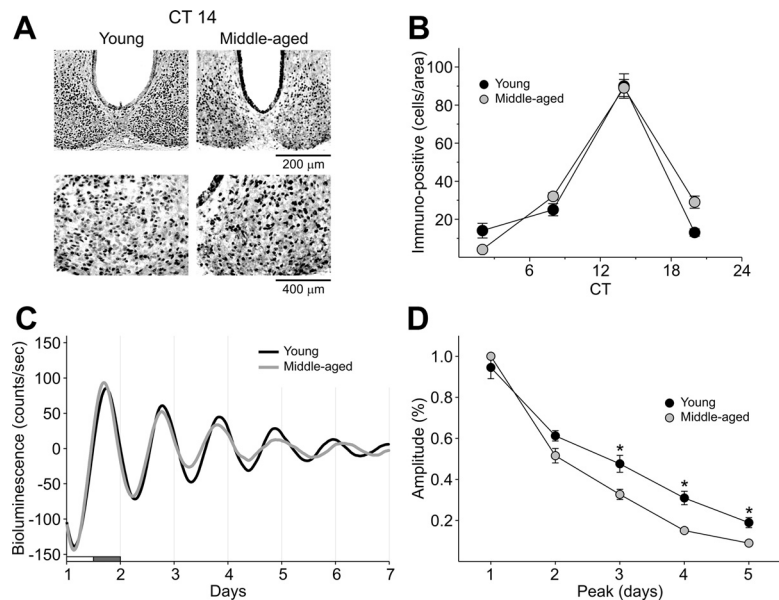 A
CT 14
Young
Middle-aged
200 μm
400 μm
B
Immuno-positive (cells/area)
100
80
60
40
20
Young
Middle-aged
6
12
18
24
CT
C
Bioluminescence (counts/sec)
150
100
50
0
-50
-100
-150
Young
Middle-aged
1
2
3
4
5
6
7
Days
D
Amplitude (%)
1.0
0.8
0.6
0.4
0.2
Young
Middle-aged
*
*
*
1
2
3
4
5
Peak (days)